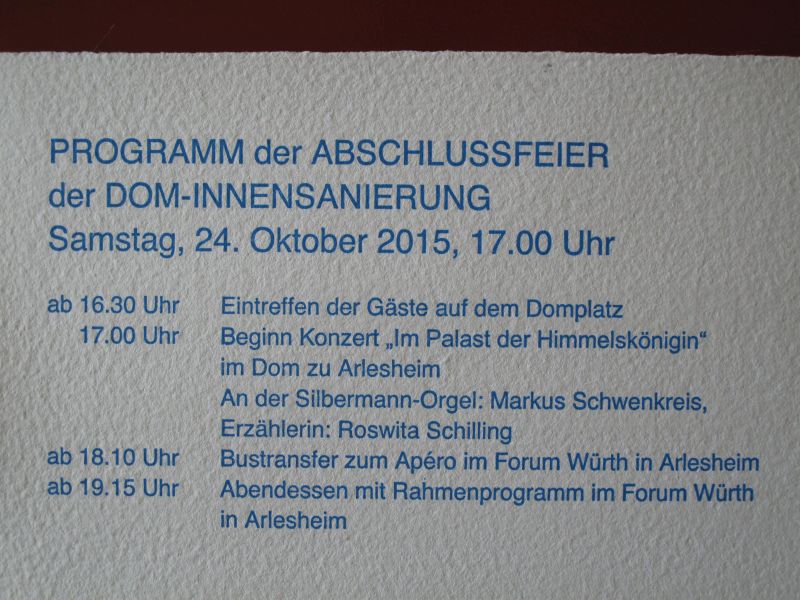 PROGRAMM der ABSCHLUSSFEIER
der DOM-INNENSANIERUNG
Samstag, 24. Oktober 2015, 17.00 Uhr
ab 16.30 Uhr Eintreffen der Gäste auf dem Domplatz
17.00 Uhr Beginn Konzert „Im Palast der Himmelskönigin“
im Dom zu Arlesheim
An der Silbermann-Orgel: Markus Schwenkreis,
Erzählerin: Roswita Schilling
ab 18.10 Uhr Bustransfer zum Apéro im Forum Würth in Arlesheim
ab 19.15 Uhr Abendessen mit Rahmenprogramm im Forum Würth
in Arlesheim